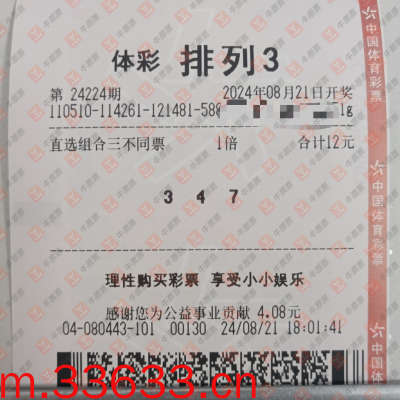 体彩 排列3
第 24224期 2024年08月21日开奖
110510-114261-121481-58 1g
直选组合三不同票 1倍 合计12元
3 4 7
理性购买彩票 享受小小娱乐
感谢您为公益事业贡献 4.08元
04-080443-101 00130 24/08/21 18:01:41
m.33633.cn
中国体育彩票
中国体育彩票
中国体育